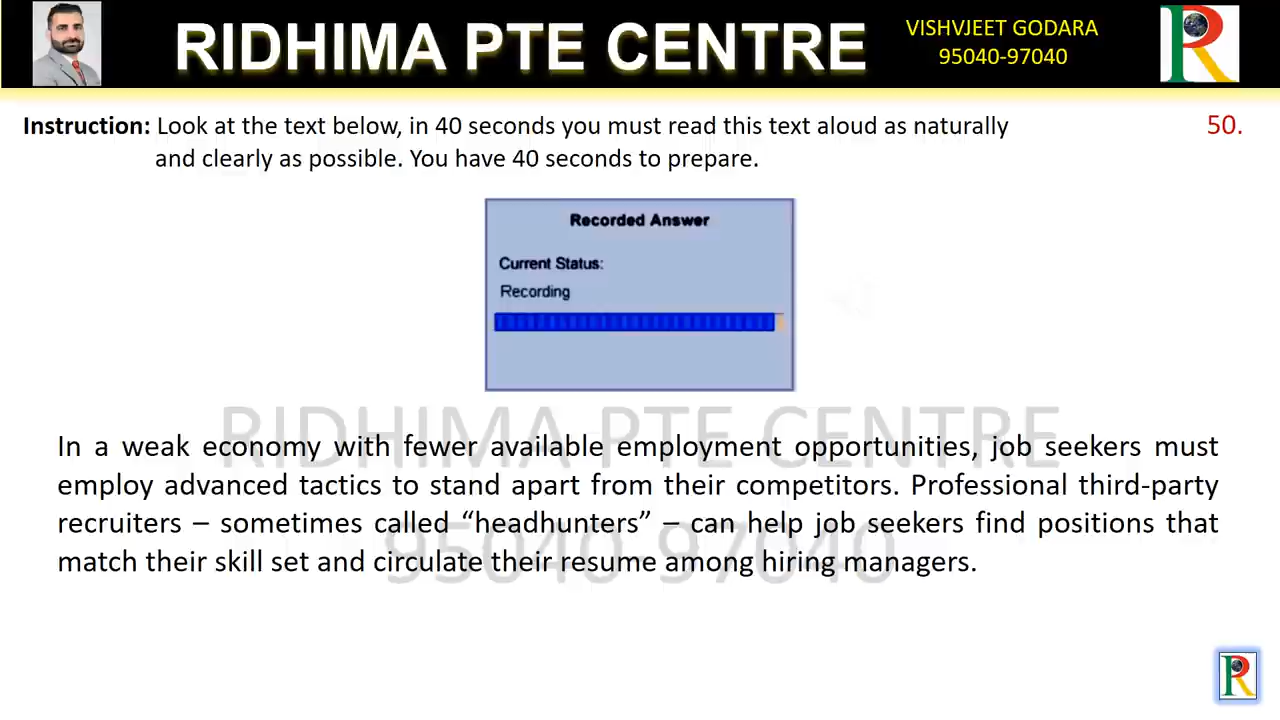 RIDHIMA PTE CENTRE
VISHVJEET GODARA
95040-97040
R
Instruction: Look at the text below, in 40 seconds you must read this text aloud as naturally
and clearly as possible. You have 40 seconds to prepare.
50.
Recorded Answer
Current Status:
Recording
RIDHIMA PTE CENTRE
In a weak economy with fewer available employment opportunities, job seekers must
employ advanced tactics to stand apart from their competitors. Professional third-party
recruiters – sometimes called “headhunters” – can help job seekers find positions that
95040-97040
match their skill set and circulate their resume among hiring managers.
R